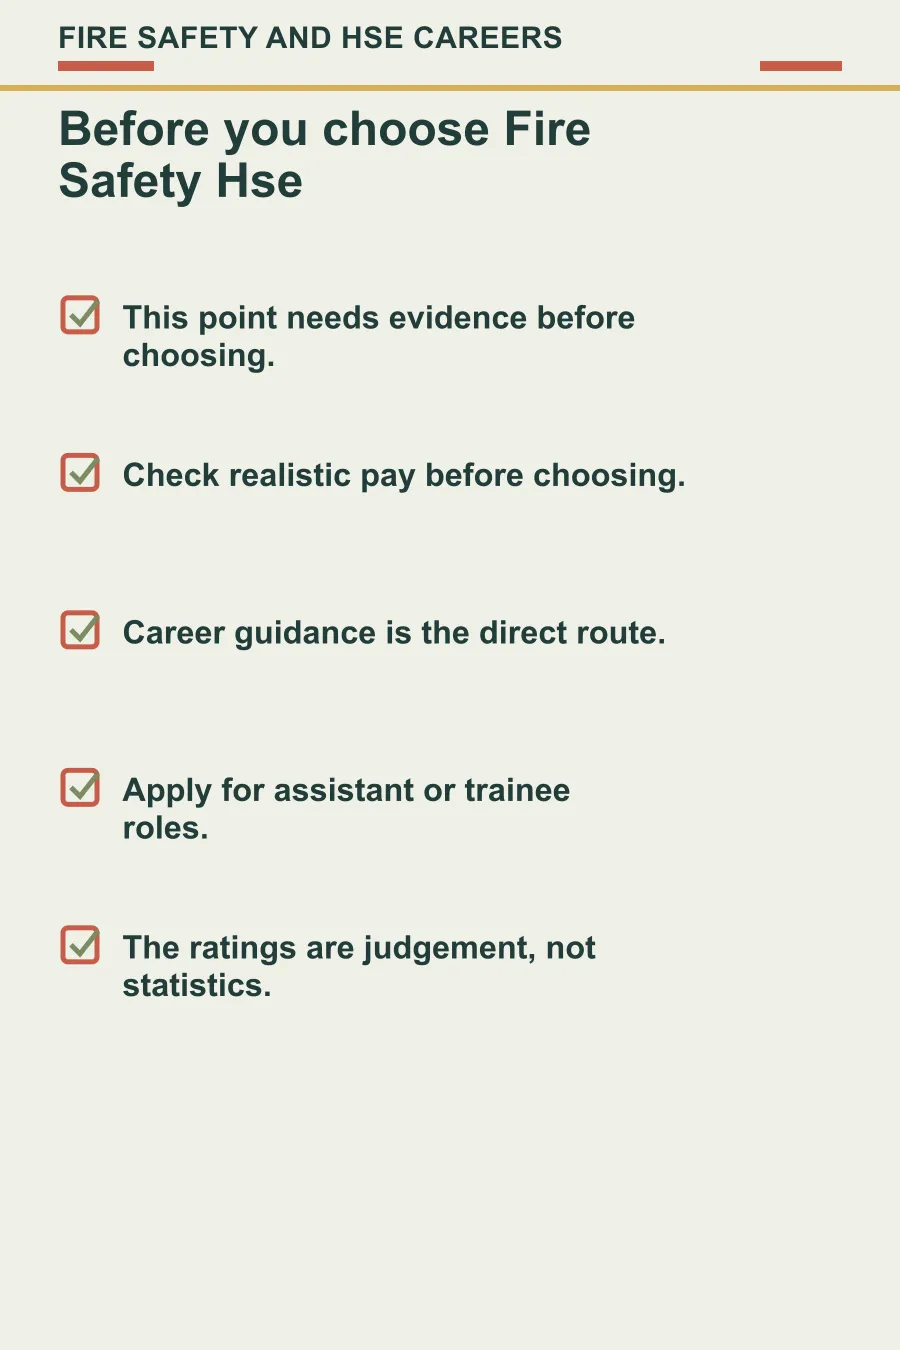 FIRE SAFETY AND HSE CAREERS
Before you choose Fire
Safety Hse
This point needs evidence before
choosing.
Check realistic pay before choosing.
Career guidance is the direct route.
Apply for assistant or trainee
roles.
The ratings are judgement, not
statistics.